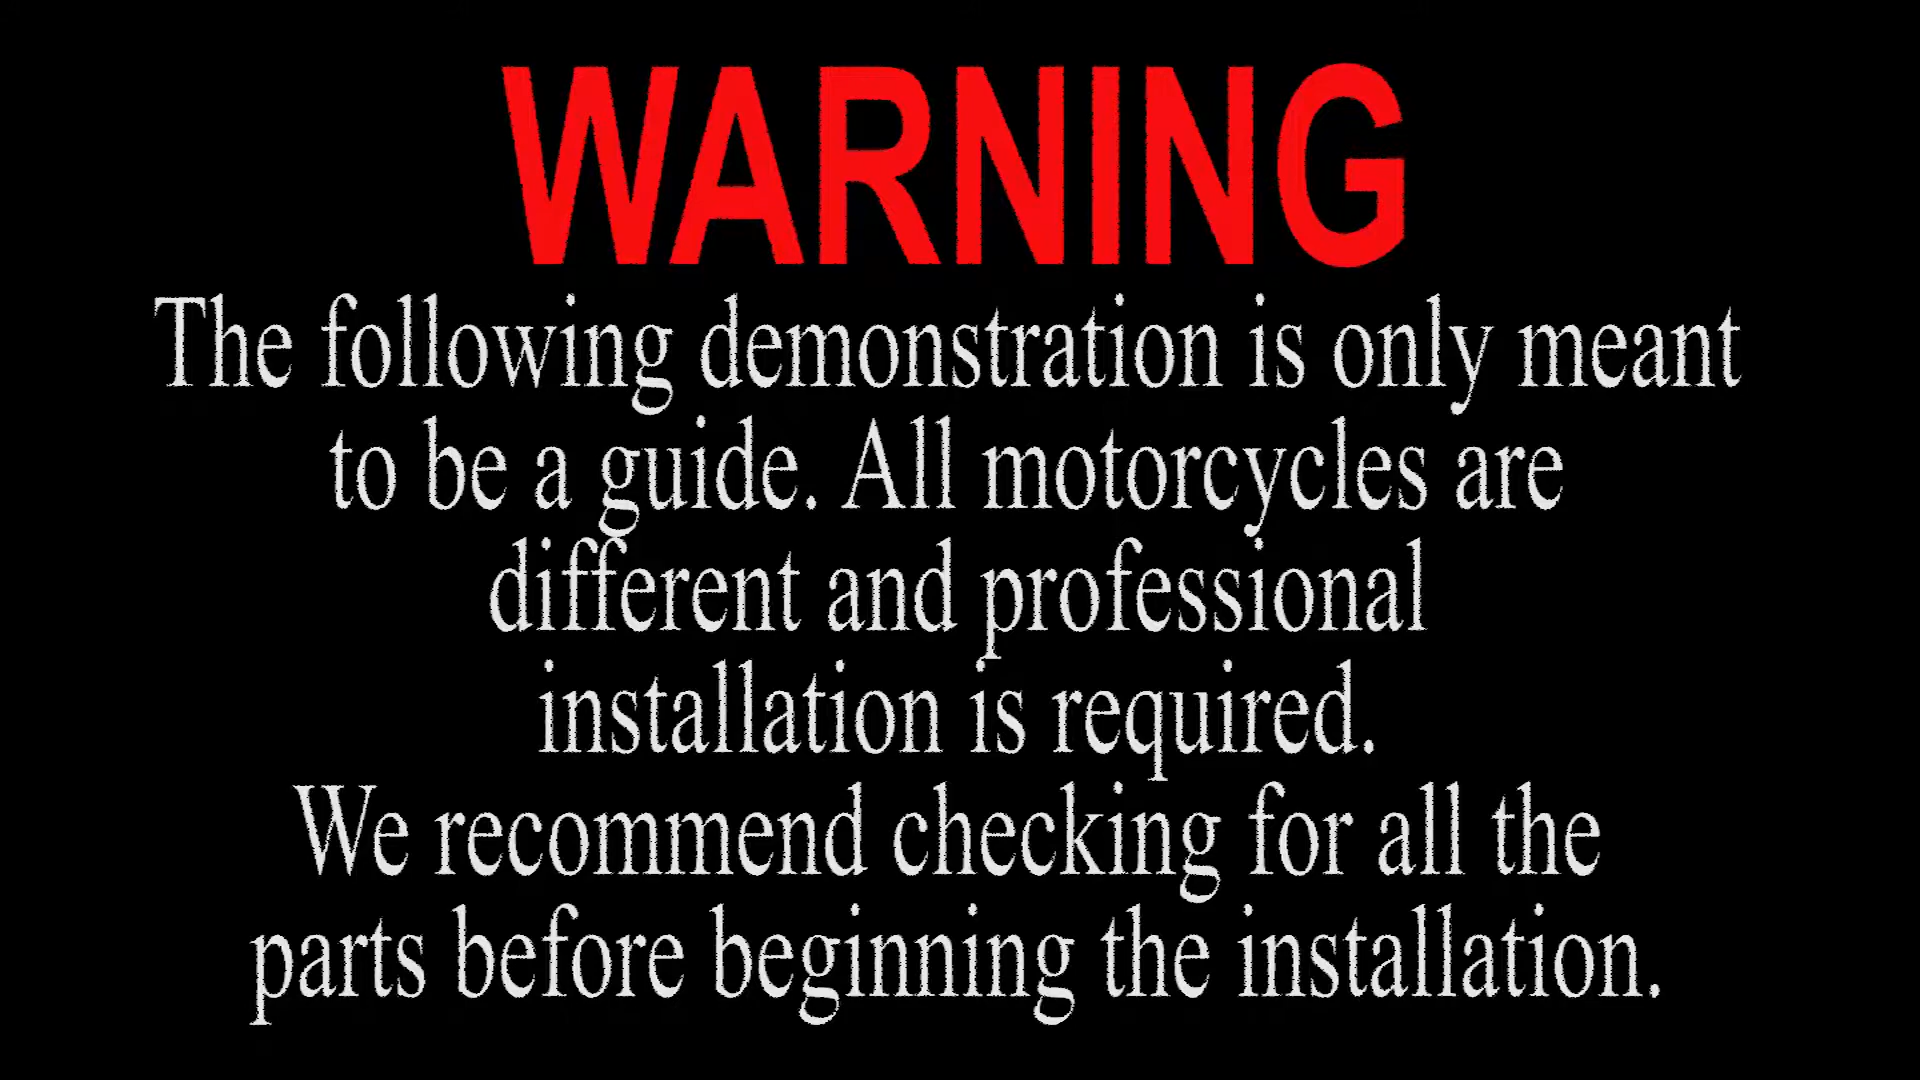 WARNING
The following demonstration is only meant
to be a guide. All motorcycles are
different and professional
installation is required.
We recommend checking for all the
parts before beginning the installation.